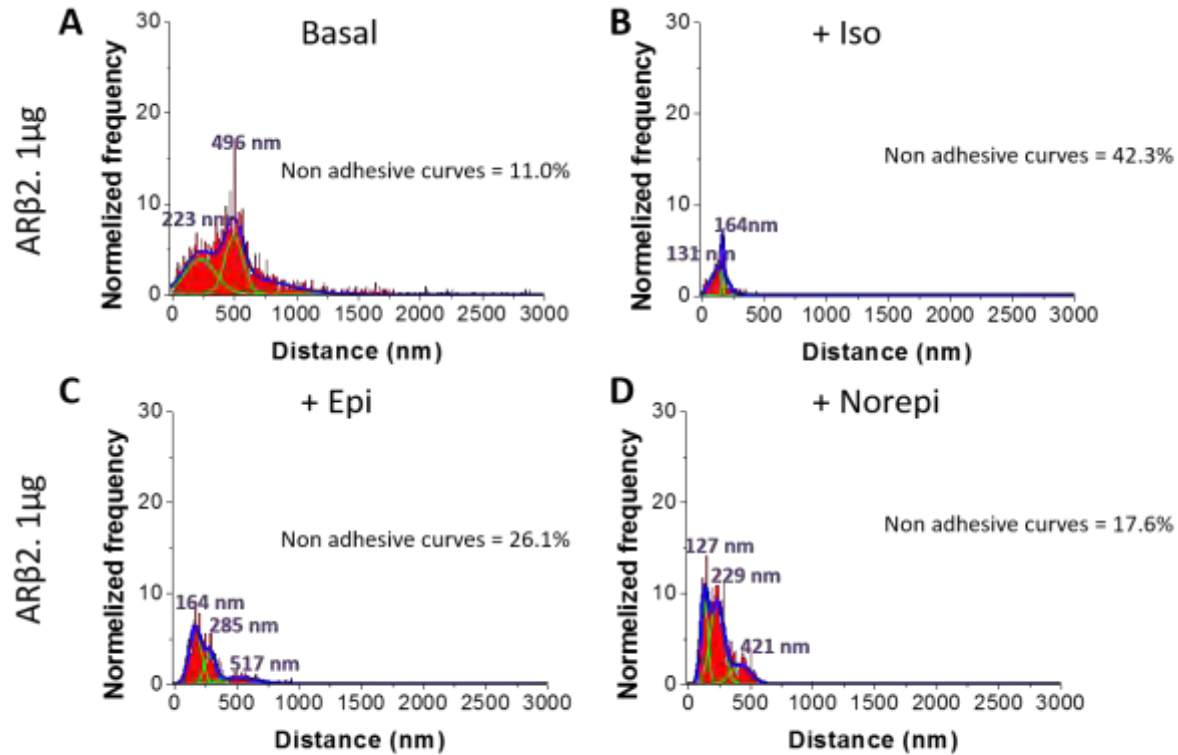 A
Basal
ARβ2. 1µg
Normelized frequency
30
20
10
0
496 nm
223 nm
Non adhesive curves = 11.0%
0 500 1000 1500 2000 2500 3000
Distance (nm)
B
+ Iso
Normelized frequency
30
20
10
0
164nm
131 nm
Non adhesive curves = 42.3%
0 500 1000 1500 2000 2500 3000
Distance (nm)
C
+ Epi
ARβ2. 1µg
Normelized frequency
30
20
10
0
164 nm
285 nm
517 nm
Non adhesive curves = 26.1%
0 500 1000 1500 2000 2500 3000
Distance (nm)
D
+ Norepi
Normelized frequency
30
20
10
0
127 nm
229 nm
421 nm
Non adhesive curves = 17.6%
0 500 1000 1500 2000 2500 3000
Distance (nm)